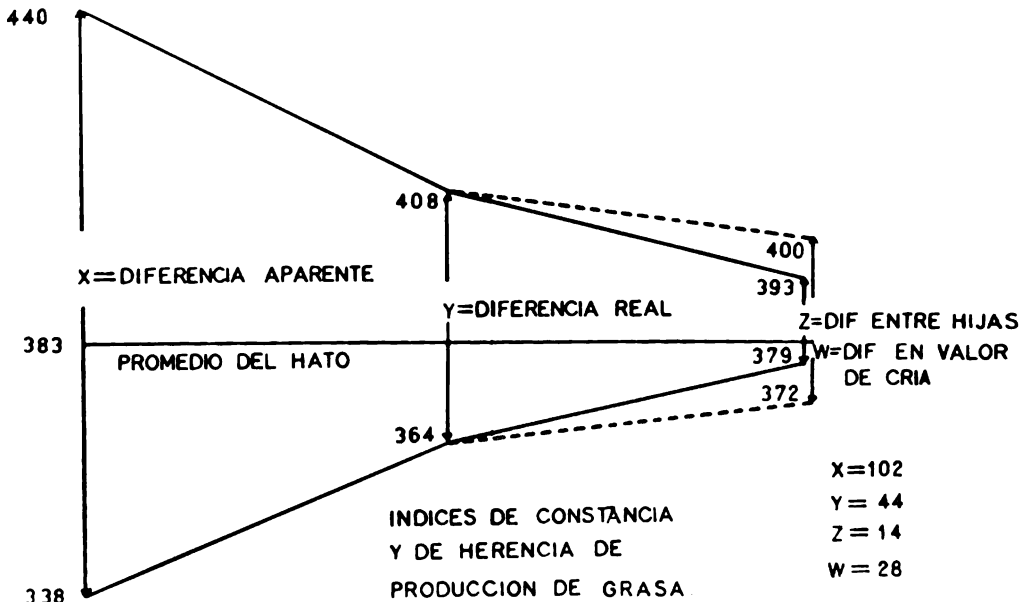 440
408
400
X=DIFERENCIA APARENTE
393
Y=DIFERENCIA REAL
Z=DIF ENTRE HIJAS
383
PROMEDIO DEL HATO
379
W=DIF EN VALOR
DE CRIA
372
364
X=102
Y=44
Z=14
W=28
INDICES DE CONSTANCIA
Y DE HERENCIA DE
PRODUCCION DE GRASA
338